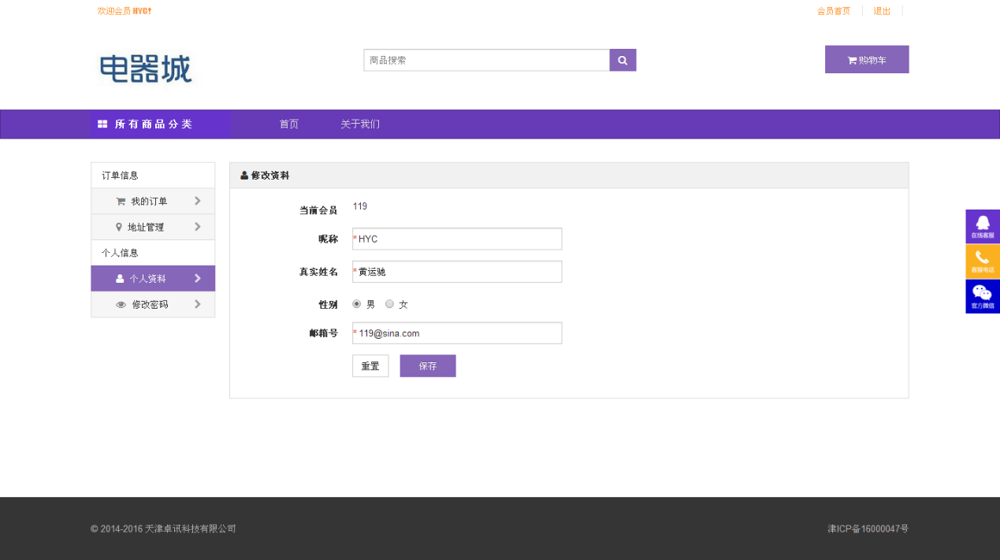 欢迎会员 HYC!
会员首页
退出
电器城
商品搜索
购物车
所有商品分类
首页
关于我们
订单信息
我的订单
地址管理
个人信息
个人资料
修改密码
修改资料
当前会员 119
昵称 *HYC
真实姓名 *黄运驰
性别 男 女
邮箱号 *119@sina.com
重置 保存
在线客服
客服电话
官方微信
© 2014-2016 天津卓讯科技有限公司
津ICP备16000047号